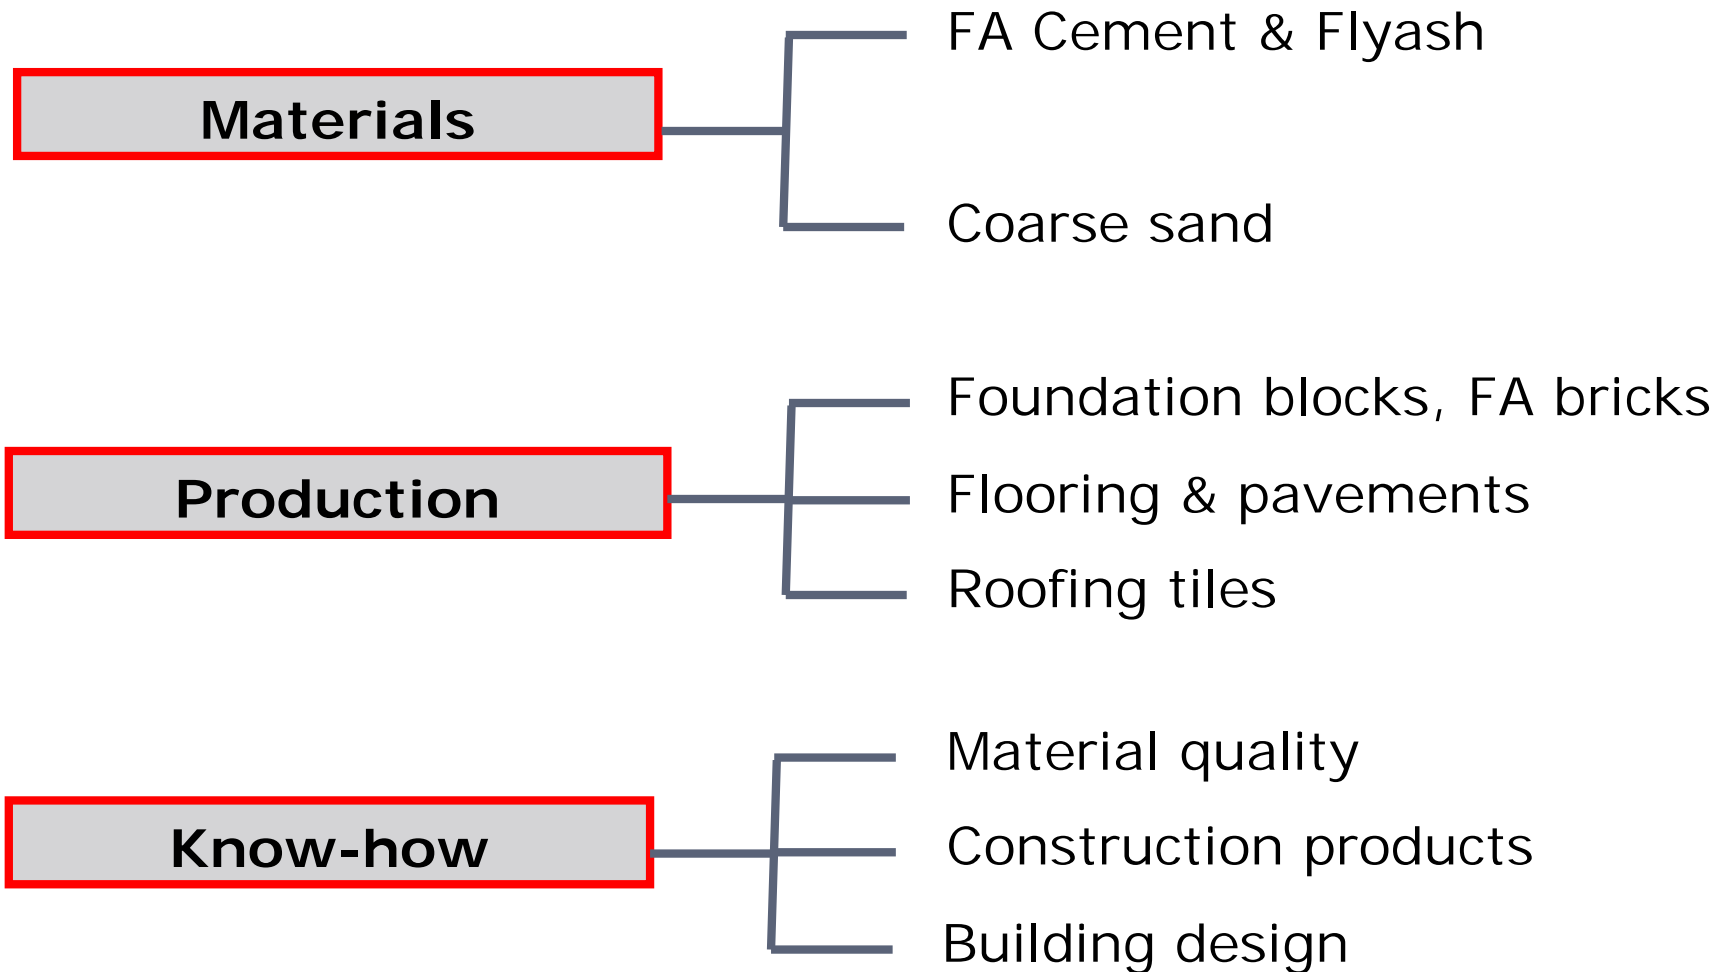 FA Cement & Flyash
Materials
Coarse sand
Foundation blocks, FA bricks
Production
Flooring & pavements
Roofing tiles
Material quality
Know-how
Construction products
Building design